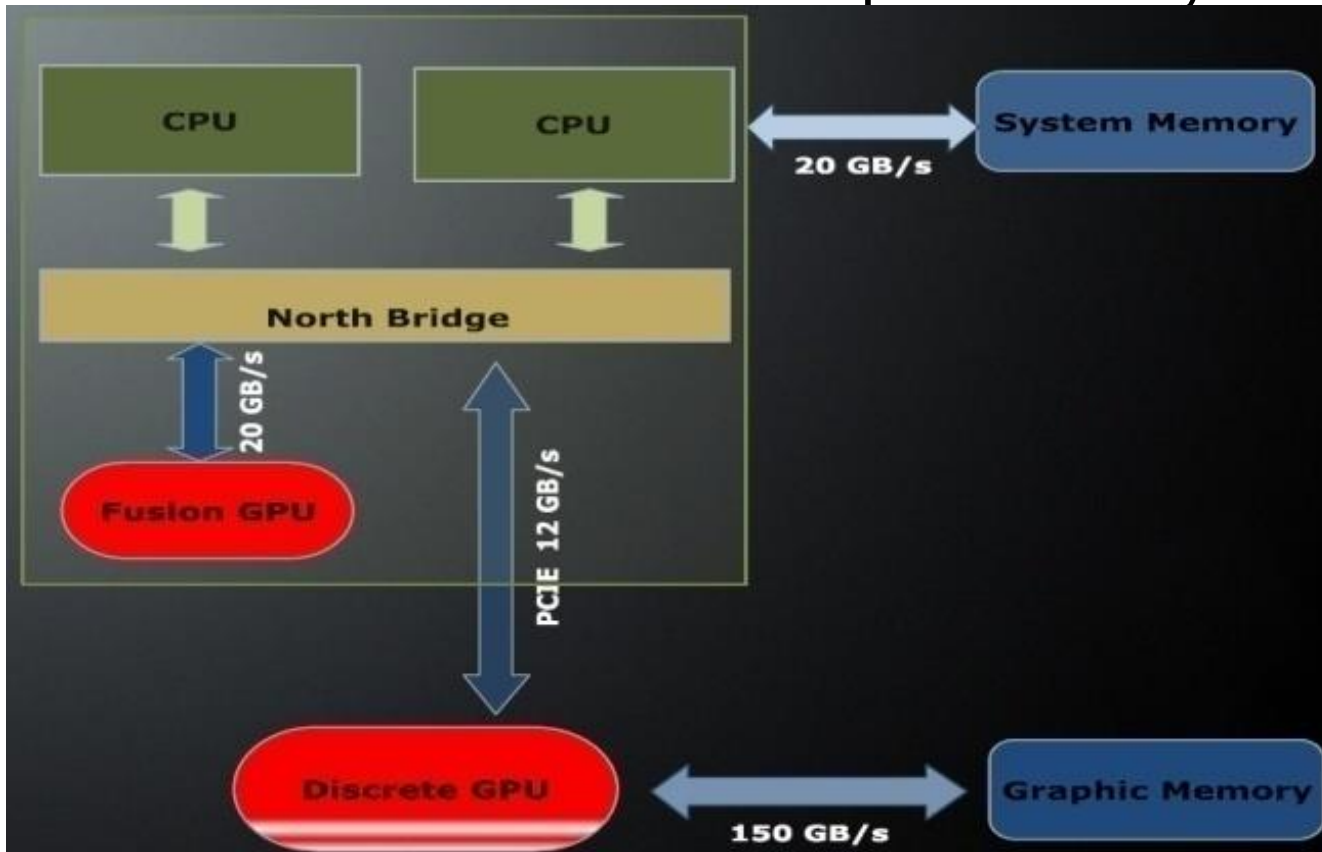 CPU
CPU
System Memory
20 GB/s
North Bridge
20 GB/s
Fusion GPU
PCIE 12 GB/s
Discrete GPU
Graphic Memory
150 GB/s